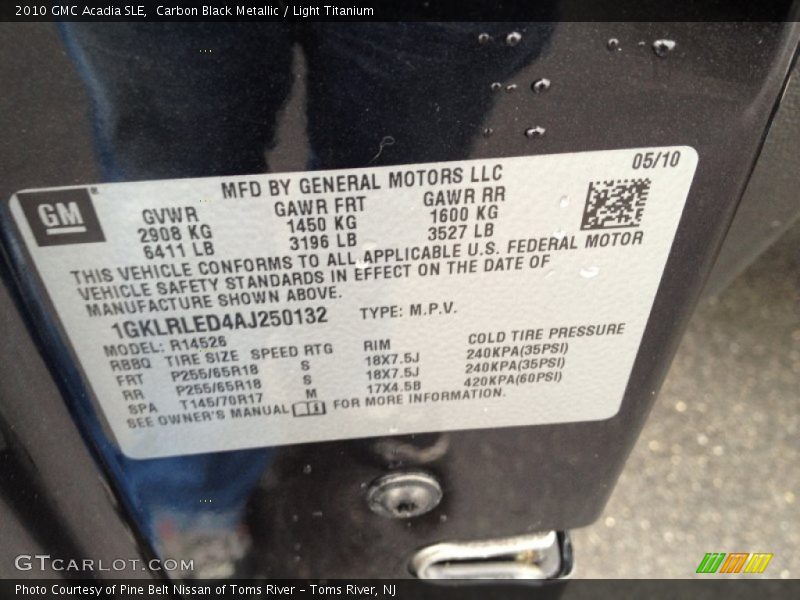 2010 GMC Acadia SLE,  Carbon Black Metallic / Light Titanium
MFD BY GENERAL MOTORS LLC 05/10
GM
GVWR GAWR FRT GAWR RR
2908 KG 1450 KG 1600 KG
6411 LB 3196 LB 3527 LB
THIS VEHICLE CONFORMS TO ALL APPLICABLE U.S. FEDERAL MOTOR
VEHICLE SAFETY STANDARDS IN EFFECT ON THE DATE OF
MANUFACTURE SHOWN ABOVE.
1GKLRLED4AJ250132 TYPE: M.P.V.
MODEL: R14526
RBBQ TIRE SIZE SPEED RTG RIM COLD TIRE PRESSURE
FRT P255/65R18 S 18X7.5J 240KPA(35PSI)
RR P255/65R18 S 18X7.5J 240KPA(35PSI)
SPA T145/70R17 M 17X4.5B 420KPA(60PSI)
SEE OWNER'S MANUAL FOR MORE INFORMATION.
GTCARLOT.COM
Photo Courtesy of Pine Belt Nissan of Toms River – Toms River, NJ